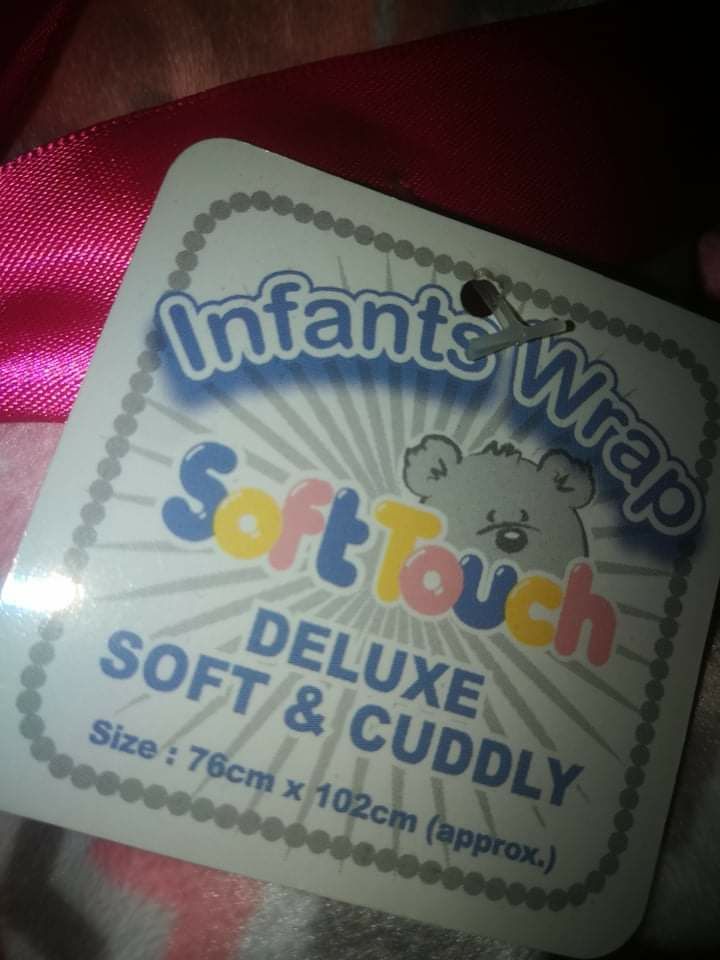 Infants Wrap
Soft Touch
DELUXE
SOFT & CUDDLY
Size : 76cm x 102cm (approx.)